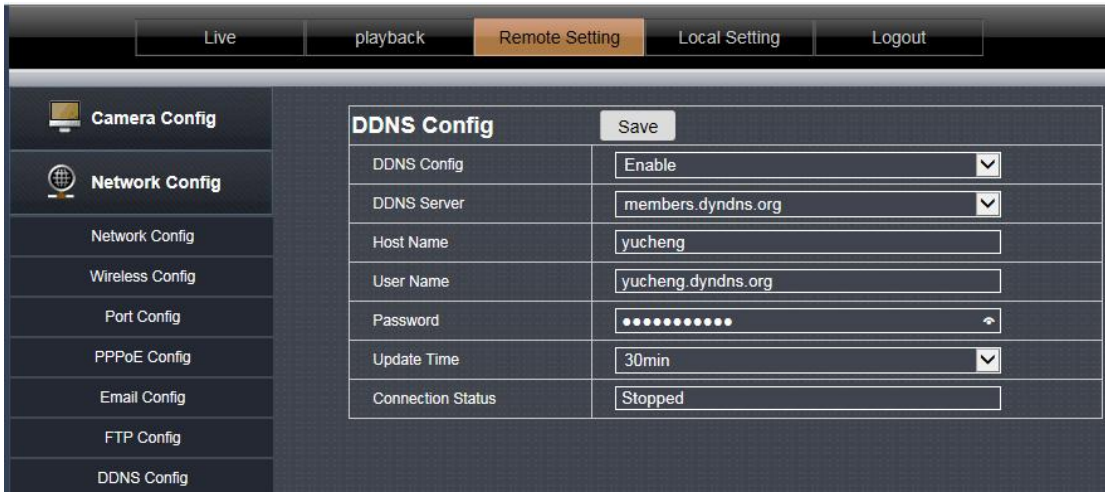 Live playback Remote Setting Local Setting Logout
Camera Config
Network Config
Network Config
Wireless Config
Port Config
PPPoE Config
Email Config
FTP Config
DDNS Config
DDNS Config Save
DDNS Config Enable
DDNS Server members.dyndns.org
Host Name yucheng
User Name yucheng.dyndns.org
Password ●●●●●●●●●●●
Update Time 30min
Connection Status Stopped